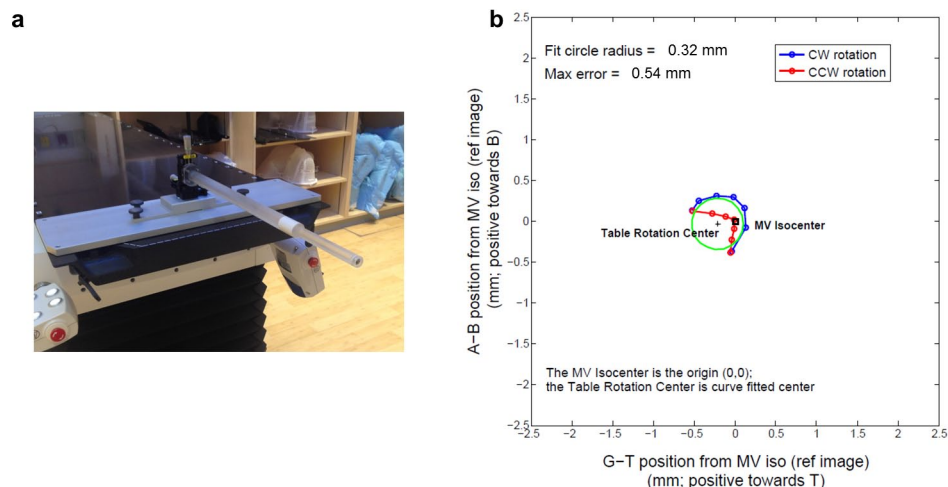 a
b
Fit circle radius = 0.32 mm
Max error = 0.54 mm
CW rotation
CCW rotation
Table Rotation Center
MV Isocenter
The MV Isocenter is the origin (0,0);
the Table Rotation Center is curve fitted center
A−B position from MV iso (ref image)
(mm; positive towards B)
2.5
2
1.5
1
0.5
0
−0.5
−1
−1.5
−2
−2.5
−2.5 −2 −1.5 −1 −0.5 0 0.5 1 1.5 2 2.5
G−T position from MV iso (ref image)
(mm; positive towards T)